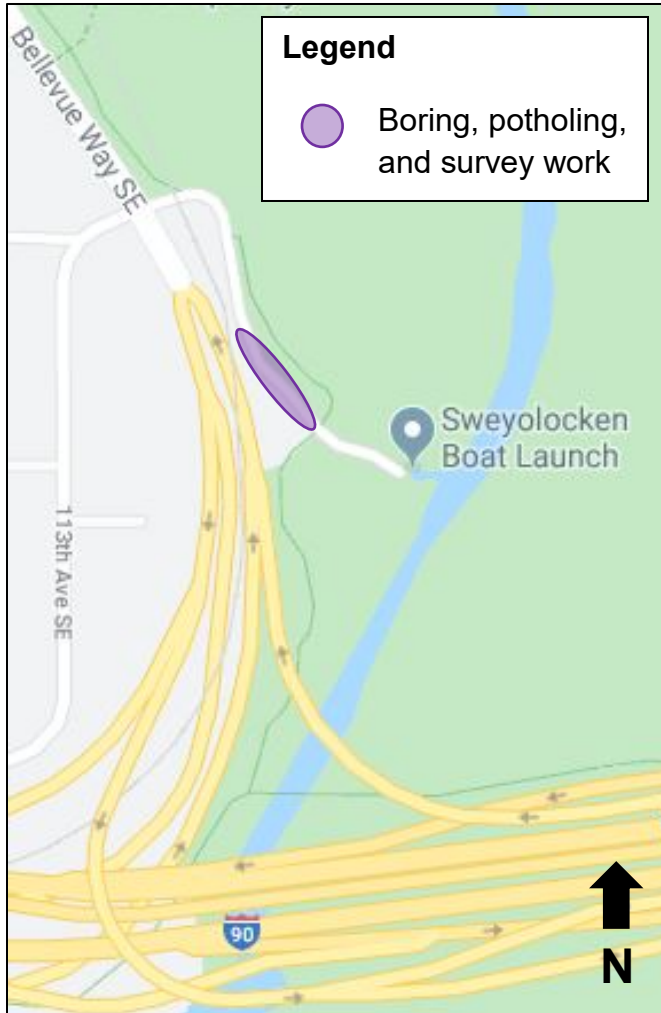 Legend
Boring, potholing,
and survey work
Bellevue Way SE
Sweyolocken
Boat Launch
113th Ave SE
90
N